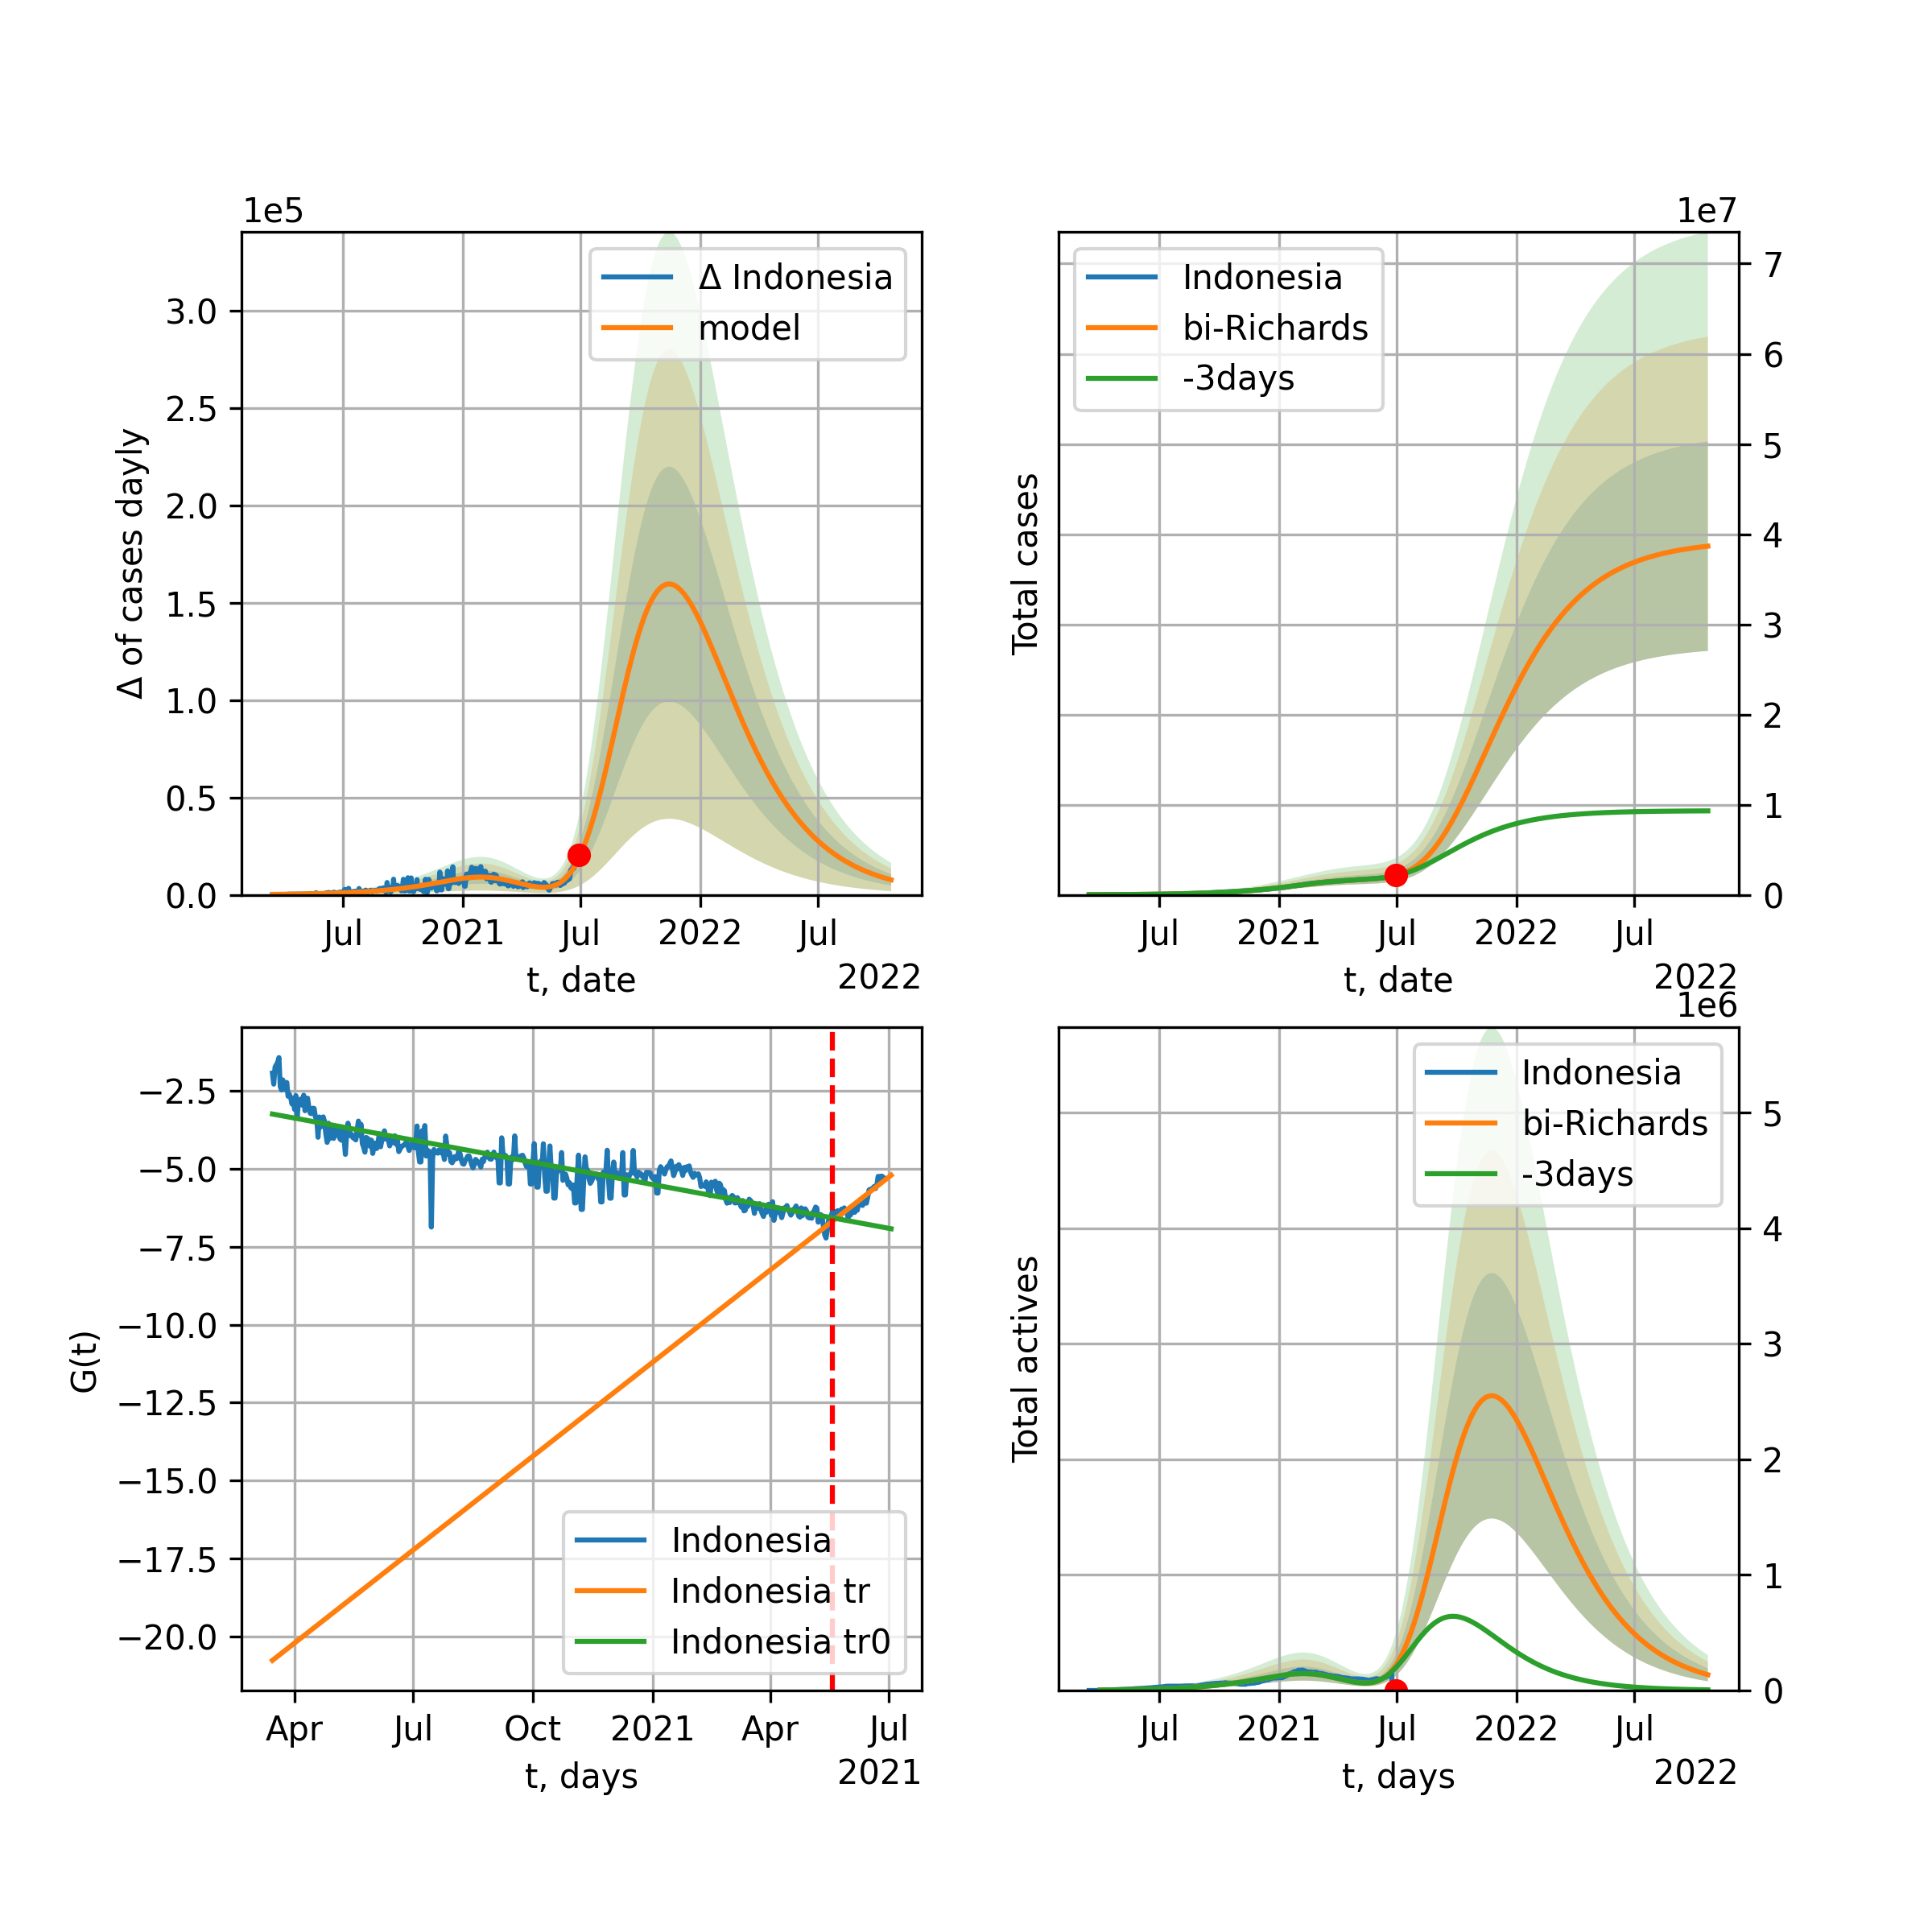 1e5
Δ of cases dayly
3.0
2.5
2.0
1.5
1.0
0.5
0.0
Δ Indonesia
model
Jul 2021 Jul 2022 Jul
t, date
2022
1e7
Total cases
Indonesia
bi-Richards
-3days
7
6
5
4
3
2
1
0
Jul 2021 Jul 2022 Jul
t, date
2022
G(t)
−2.5
−5.0
−7.5
−10.0
−12.5
−15.0
−17.5
−20.0
Indonesia
Indonesia tr
Indonesia tr0
Apr Jul Oct 2021 Apr Jul
t, days
2021
1e6
Total actives
Indonesia
bi-Richards
-3days
5
4
3
2
1
0
Jul 2021 Jul 2022 Jul
t, days
2022